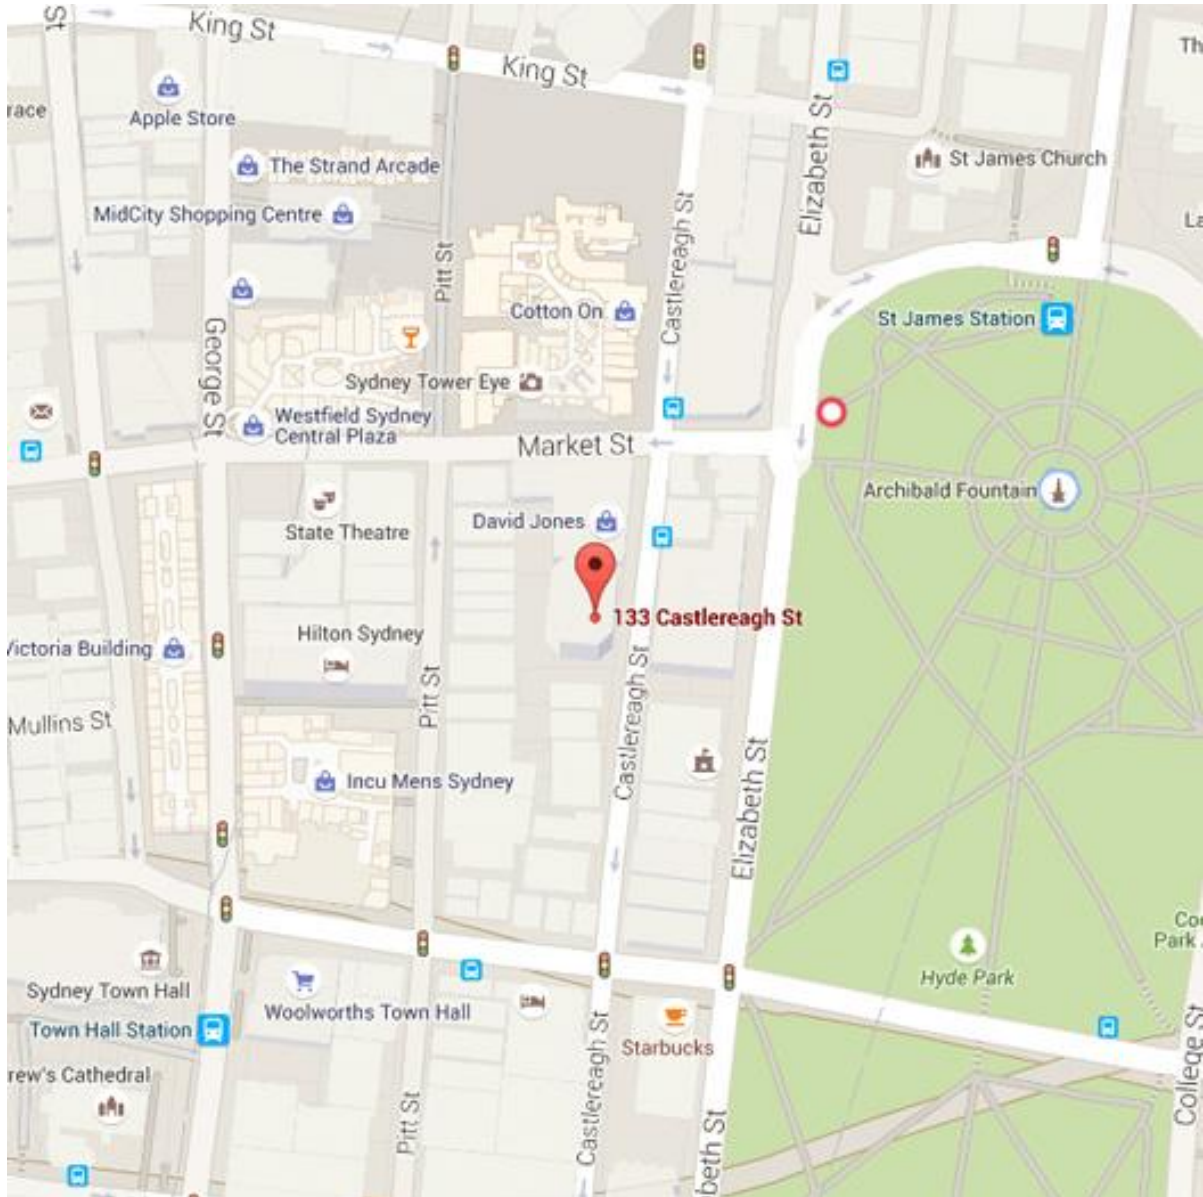 St
King St
King St
Th
race
Apple Store
Elizabeth St
The Strand Arcade
St James Church
MidCity Shopping Centre
La
Castlereagh St
Pitt St
Cotton On
St James Station
George St
Sydney Tower Eye
Westfield Sydney
Central Plaza
Market St
Archibald Fountain
State Theatre
David Jones
133 Castlereagh St
Hilton Sydney
Victoria Building
Pitt St
Castlereagh St
Mullins St
Incu Mens Sydney
Elizabeth St
Park
Hyde Park
Sydney Town Hall
Woolworths Town Hall
Town Hall Station
Starbucks
College St
rew's Cathedral
Castlereagh St
Pitt St
beth St